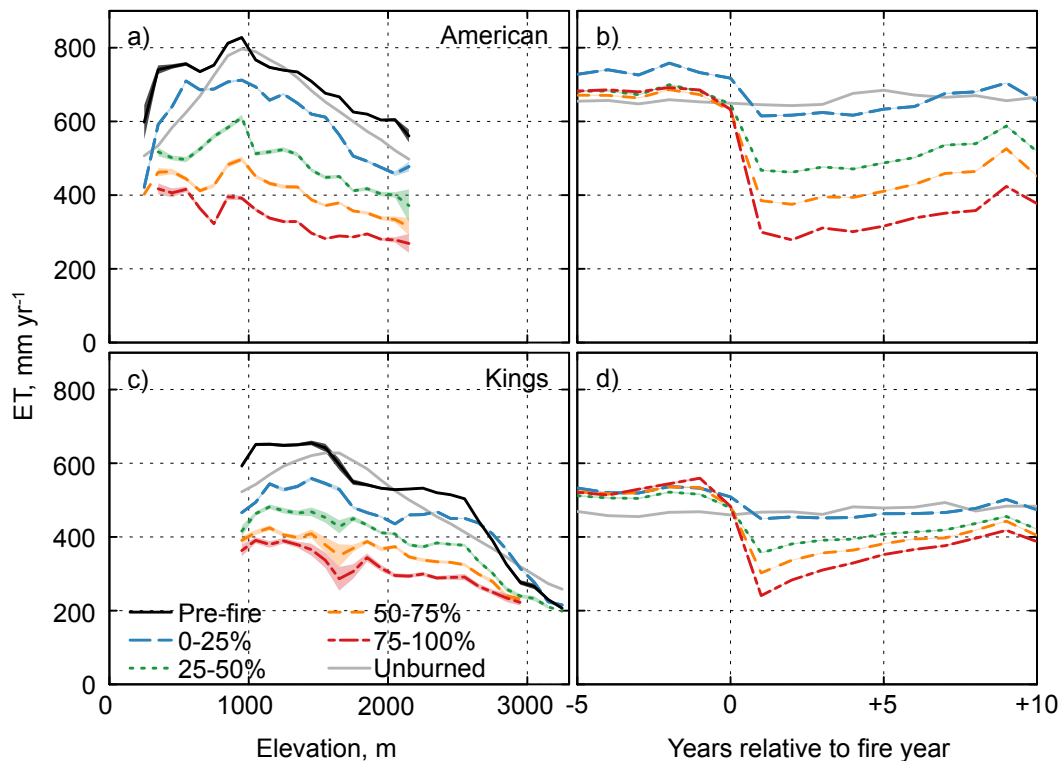 a)
American
b)
800
600
400
200
0
ET, mm yr-1
c)
Kings
d)
800
600
400
200
0
Pre-fire
50-75%
0-25%
75-100%
25-50%
Unburned
0
1000
2000
3000
-5
0
+5
+10
Elevation, m
Years relative to fire year